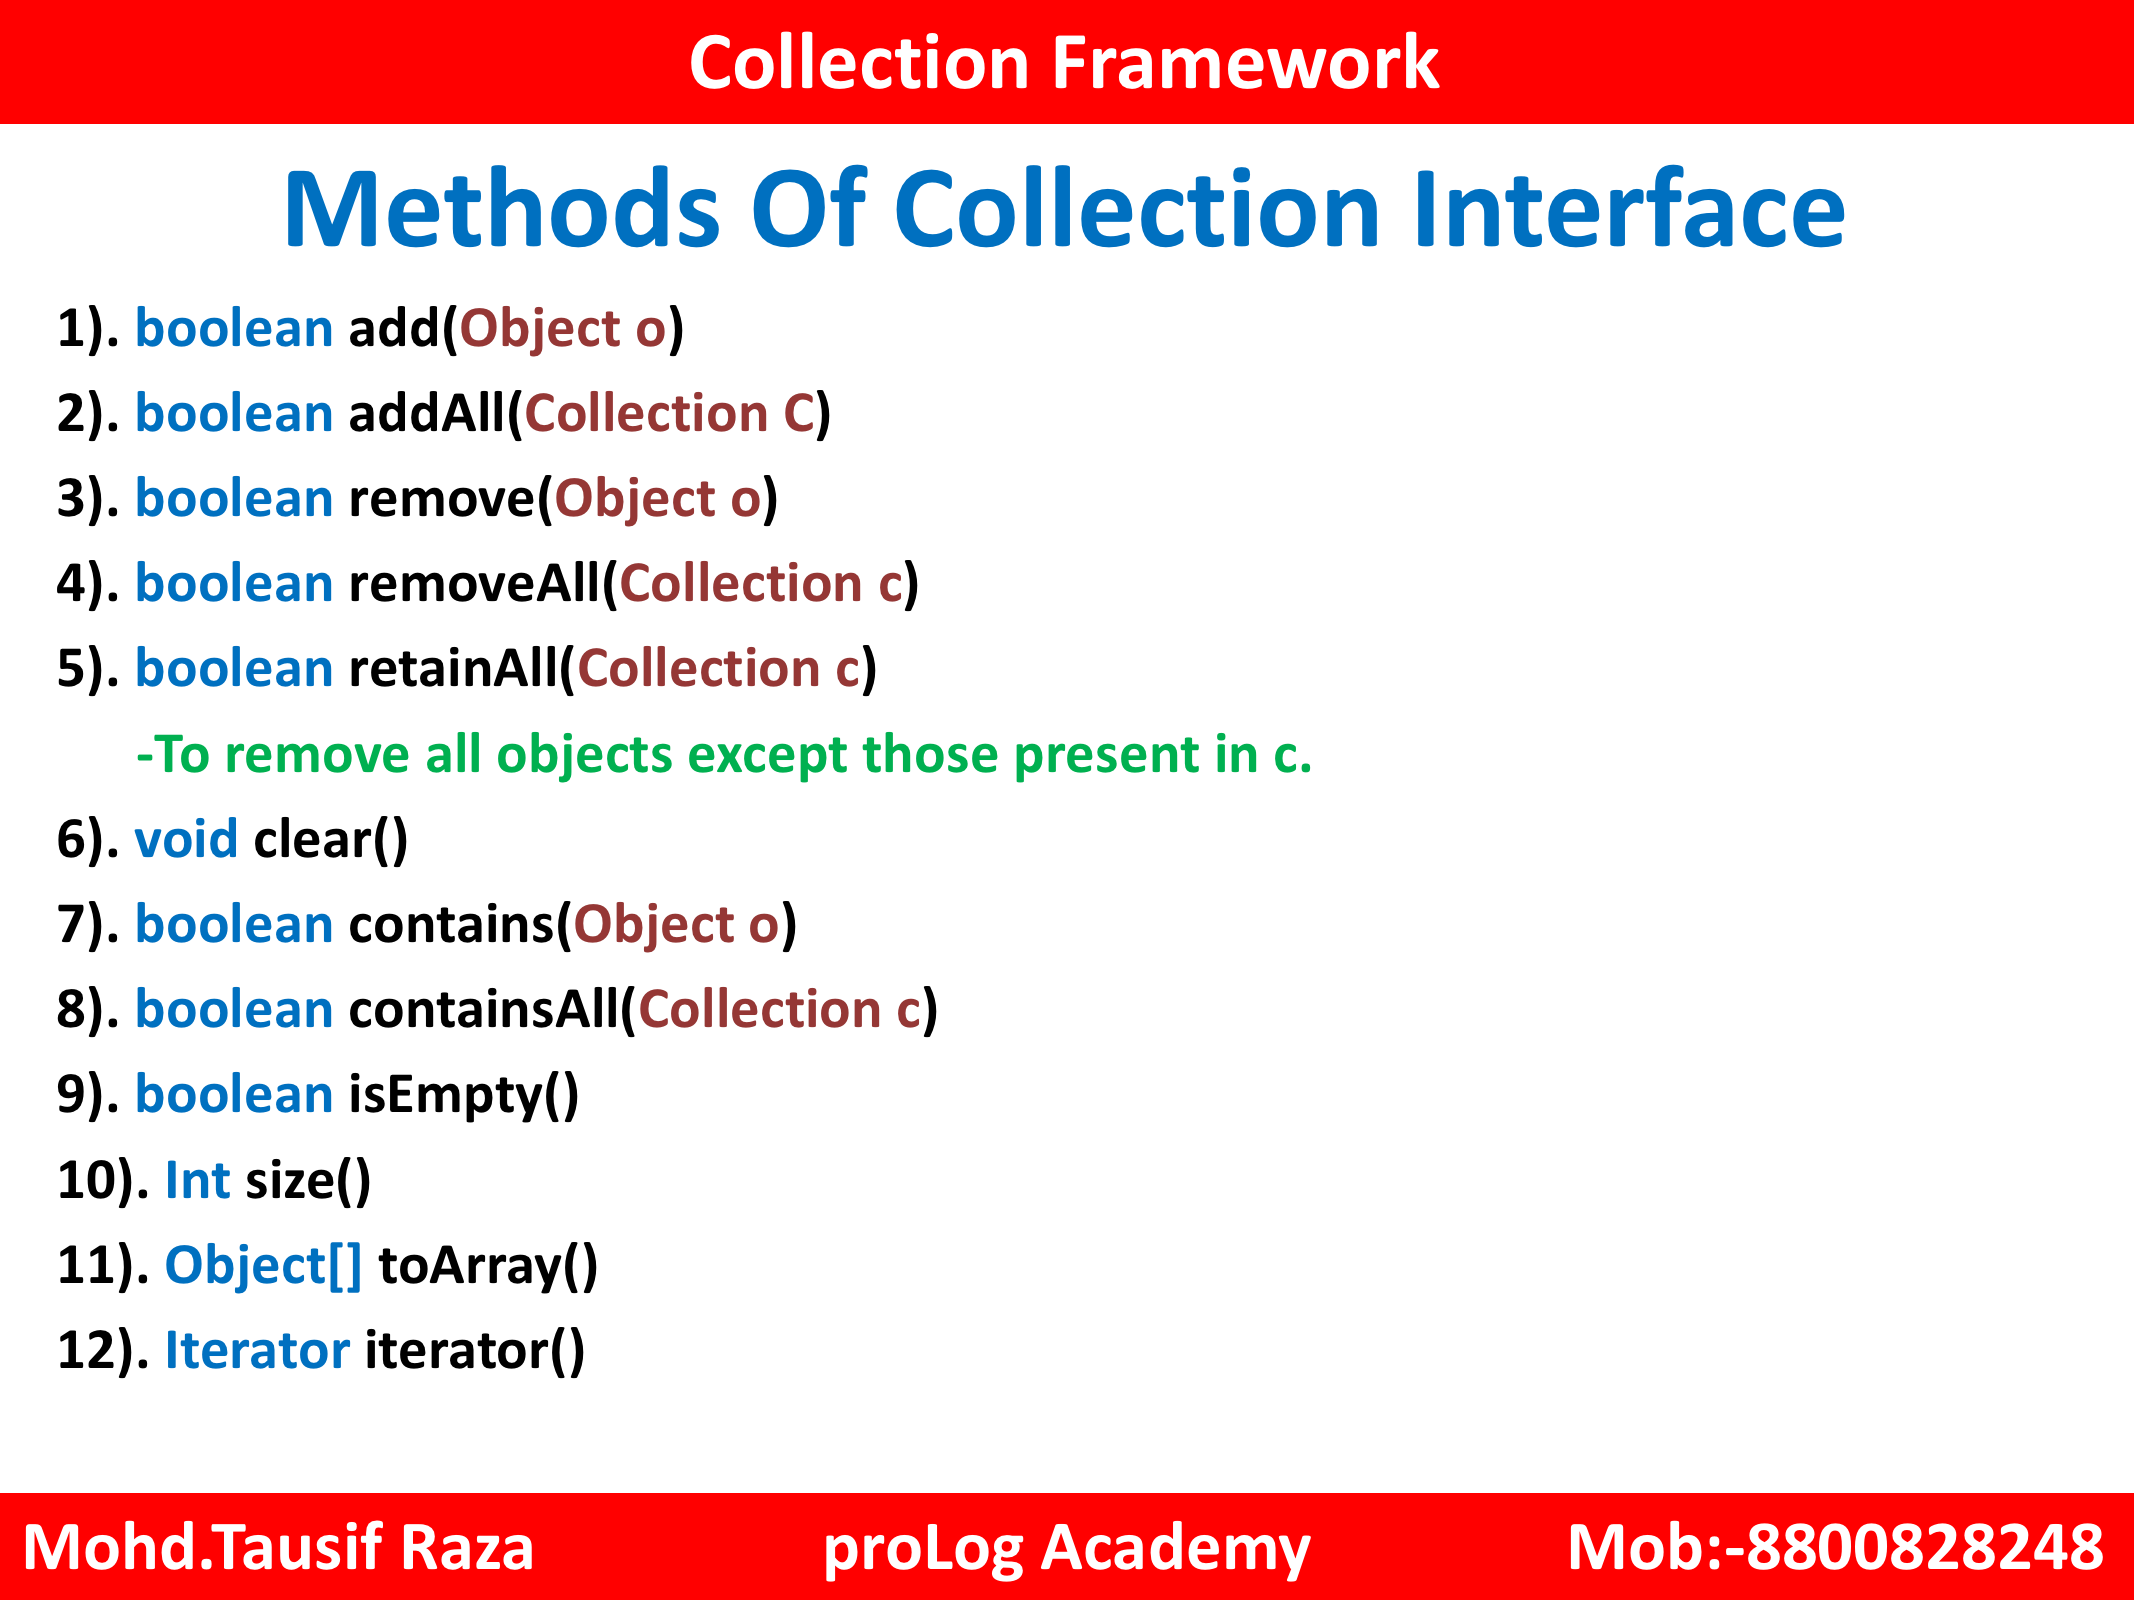 Collection Framework
Methods Of Collection Interface
1). boolean add(Object o)
2). boolean addAll(Collection C)
3). boolean remove(Object o)
4). boolean removeAll(Collection c)
5). boolean retainAll(Collection c)
-To remove all objects except those present in c.
6). void clear()
7). boolean contains(Object o)
8). boolean containsAll(Collection c)
9). boolean isEmpty()
10). Int size()
11). Object[] toArray()
12). Iterator iterator()
Mohd.Tausif Raza proLog Academy Mob:-8800828248